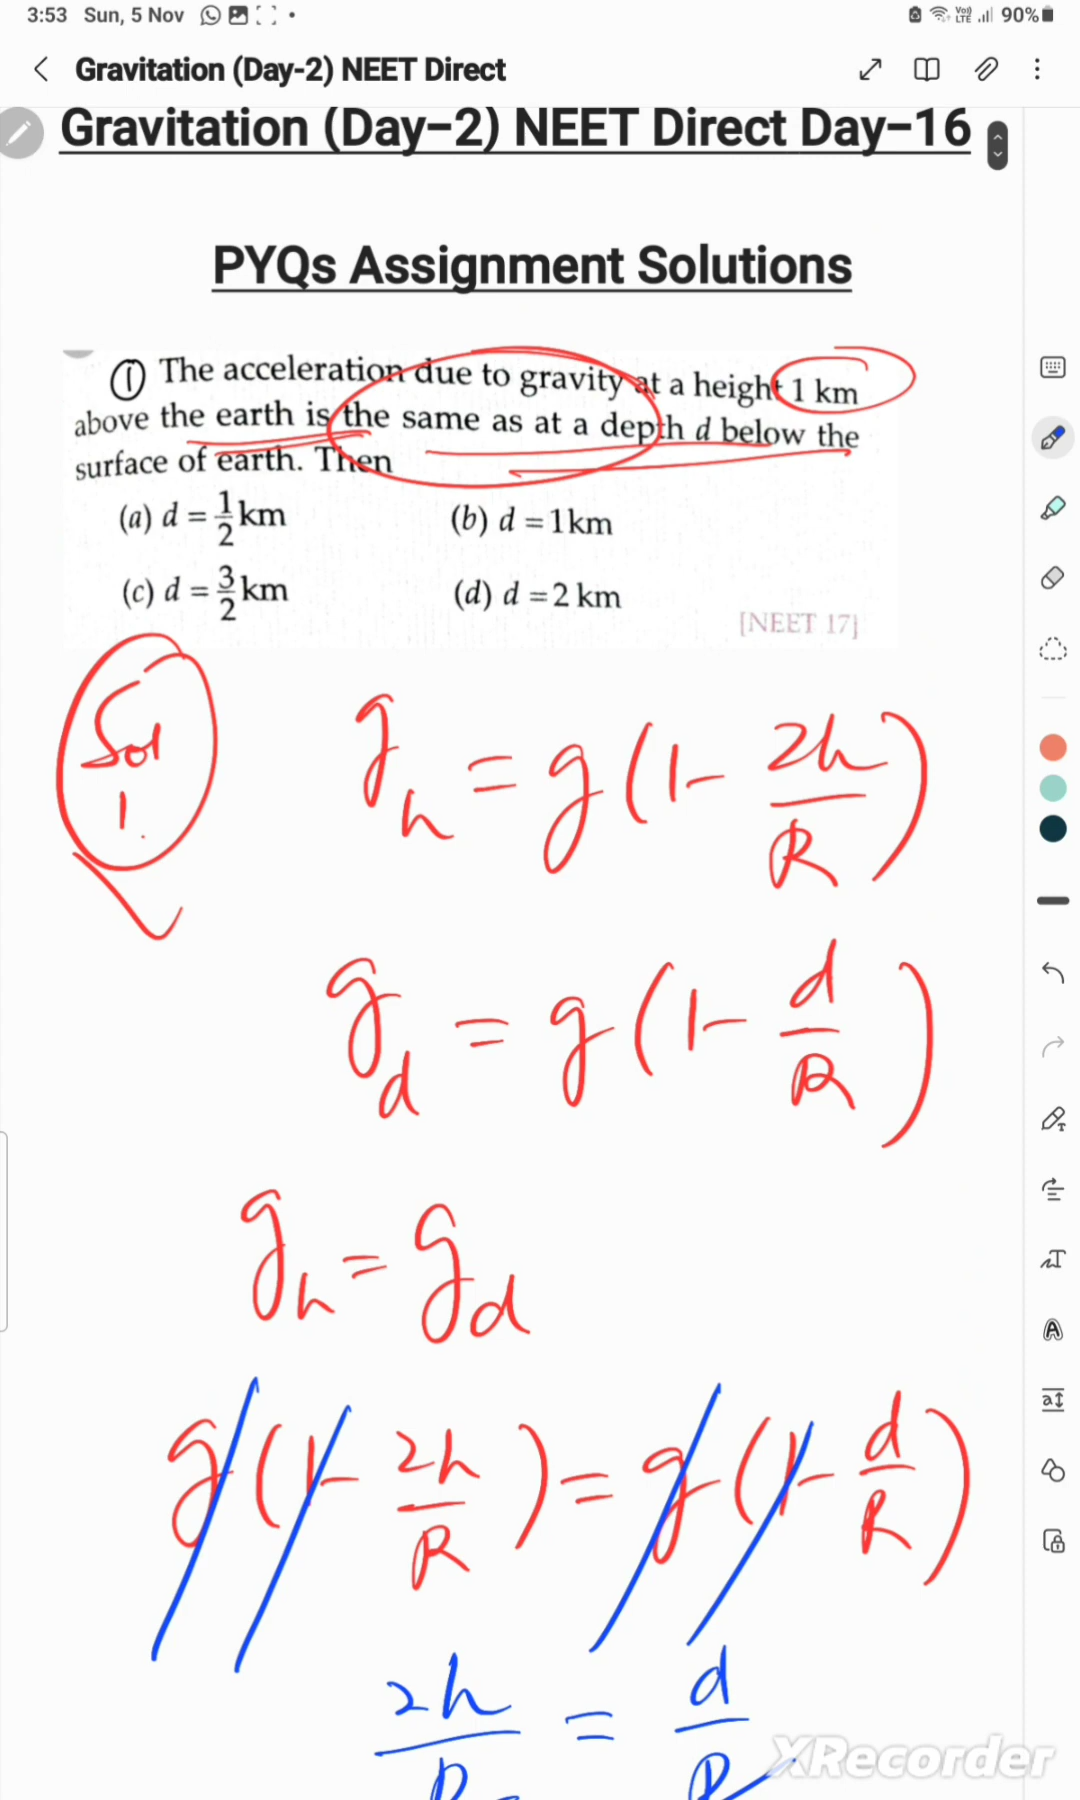 3:53 Sun, 5 Nov 90%
Gravitation (Day-2) NEET Direct
Gravitation (Day-2) NEET Direct Day-16
PYQs Assignment Solutions
① The acceleration due to gravity at a height 1 km
above the earth is the same as at a depth d below the
surface of earth. Then
(a) d = 1/2 km (b) d = 1 km
(c) d = 3/2 km (d) d = 2 km
[NEET 17]
Sol 1.
g_h = g(1 - 2h/R)
g_d = g(1 - d/R)
g_h = g_d
g(1 - 2h/R) = g(1 - d/R)
2h/R = d/R
XRecorder